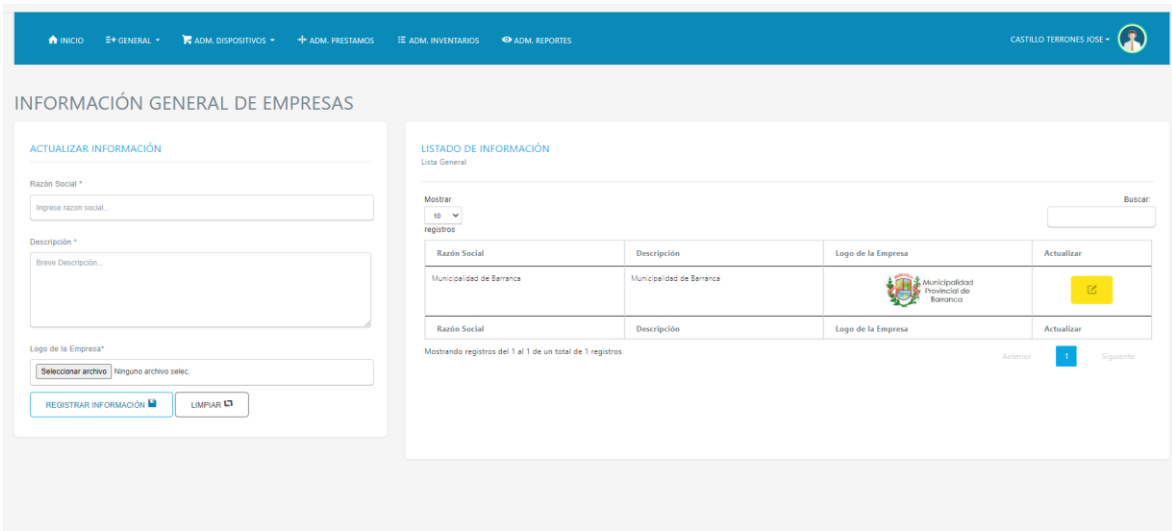 INICIO GENERAL ADM. DISPOSITIVOS ADM. PRESTAMOS ADM. INVENTARIOS ADM. REPORTES CASTILLO TERRONES JOSE
INFORMACIÓN GENERAL DE EMPRESAS
ACTUALIZAR INFORMACIÓN
Razón Social *
Ingrese razon social...
Descripción *
Breve Descripción...
Logo de la Empresa*
Seleccionar archivo Ninguno archivo selec.
REGISTRAR INFORMACIÓN LIMPIAR
LISTADO DE INFORMACIÓN
Lista General
Mostrar
10
registros
Buscar:
Razón Social Descripción Logo de la Empresa Actualizar
Municipalidad de Barranca Municipalidad de Barranca
Municipalidad
Provincial de
Barranca
Razón Social Descripción Logo de la Empresa Actualizar
Mostrando registros del 1 al 1 de un total de 1 registros
Anterior 1 Siguiente